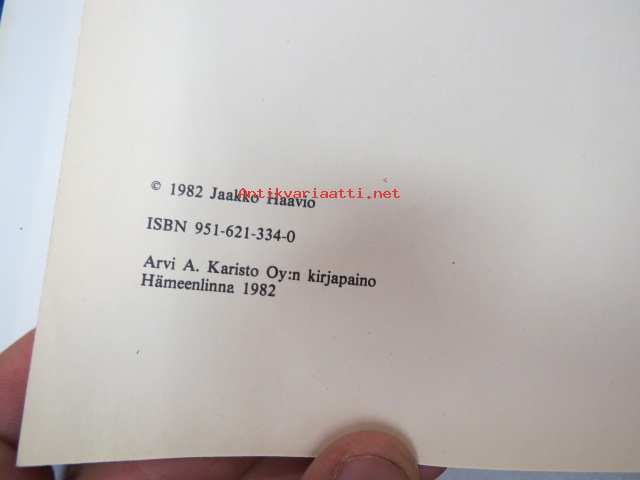 © 1982 Jaakko Haavio
Antikvariaatti.net
ISBN 951-621-334-0
Arvi A. Karisto Oy:n kirjapaino
Hämeenlinna 1982